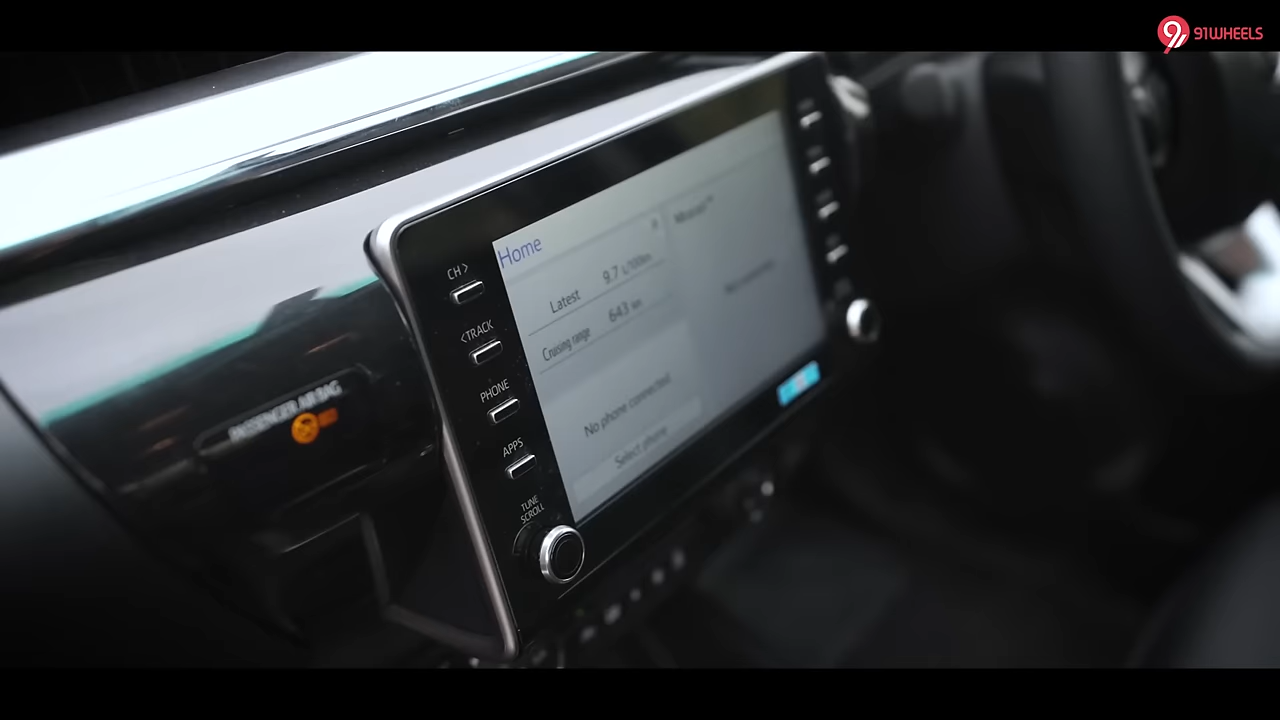 91WHEELS
CH>
<TRACK
PHONE
APPS
TUNE
SCROLL
Home
Latest 9.7 L/100km
Cruising range 643 km
No phone connected
Select phone
PASSENGER AIR BAG